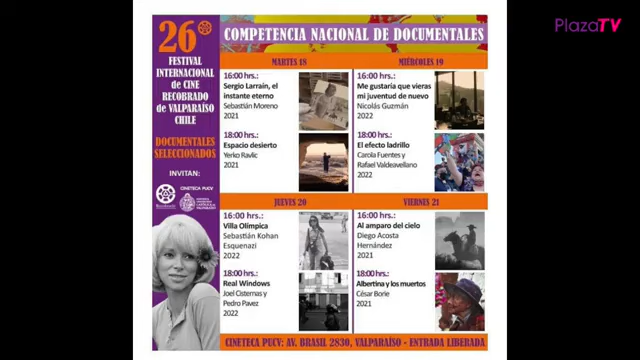 PlazaTV
26º
FESTIVAL
INTERNACIONAL
de CINE
RECOBRADO
de VALPARAÍSO
CHILE
DOCUMENTALES
SELECCIONADOS
INVITAN:
CINETECA PUCV
COMPETENCIA NACIONAL DE DOCUMENTALES
MARTES 18
16:00 hrs.:
Sergio Larraín, el
instante eterno
Sebastián Moreno
2021
18:00 hrs.:
Espacio desierto
Yerko Ravlic
2021
MIÉRCOLES 19
16:00 hrs.:
Me gustaría que vieras
mi juventud de nuevo
Nicolás Guzmán
2022
18:00 hrs.:
El efecto ladrillo
Carola Fuentes y
Rafael Valdeavellano
2022
JUEVES 20
16:00 hrs.:
Villa Olímpica
Sebastián Kohan
Esquenazi
2022
18:00 hrs.:
Real Windows
Joel Cisternas y
Pedro Pavez
2022
VIERNES 21
16:00 hrs.:
Al amparo del cielo
Diego Acosta
Hernández
2021
18:00 hrs.:
Albertina y los muertos
César Borie
2021
CINETECA PUCV: AV. BRASIL 2830, VALPARAÍSO - ENTRADA LIBERADA